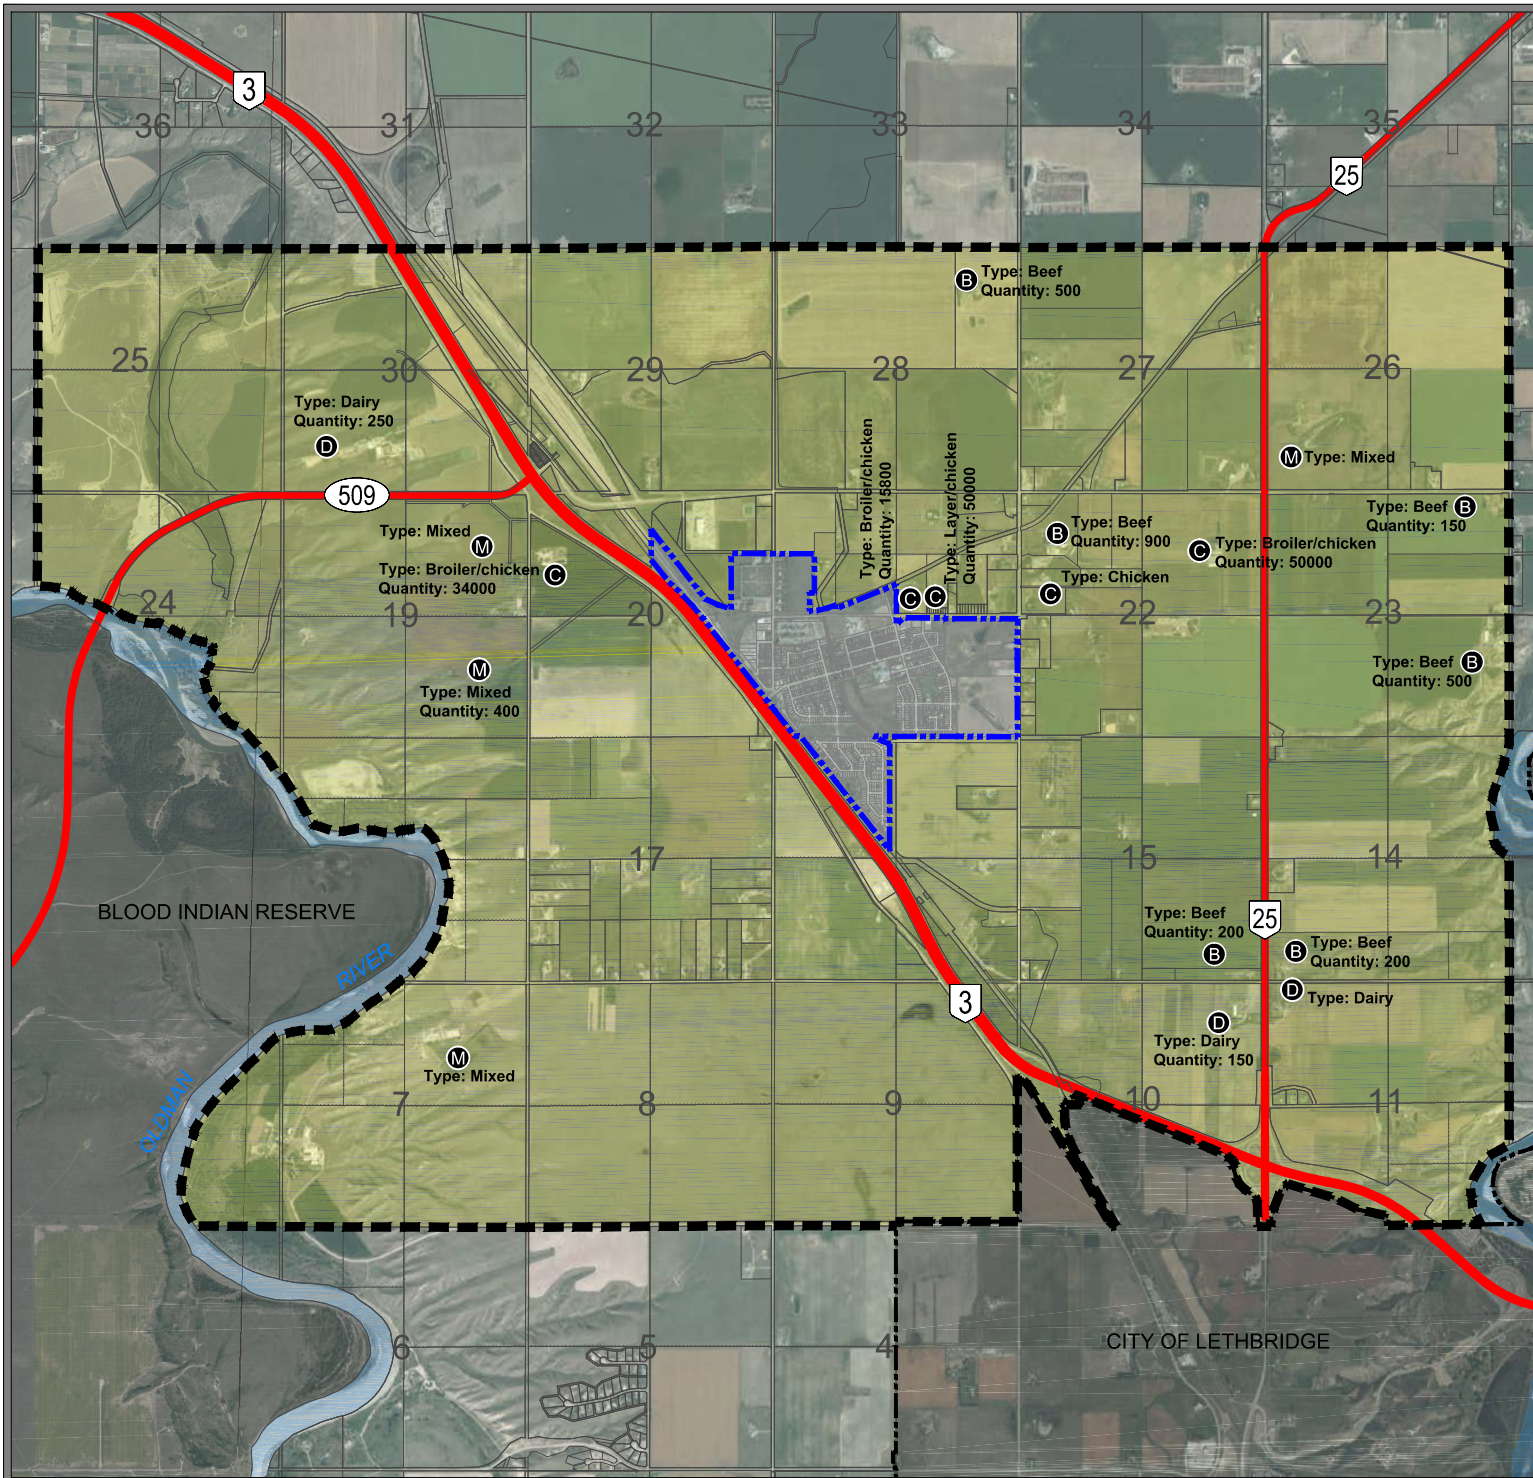 3
36
31
32
33
34
35
25
Type: Beef
Quantity: 500
25
30
29
28
27
26
Type: Dairy
Quantity: 250
D
B
509
Type: Broiler/chicken
Quantity: 15800
Type: Layer/chicken
Quantity: 50000
M
Type: Mixed
Type: Beef
Quantity: 150
B
Type: Mixed
M
B
Type: Beef
Quantity: 900
C
Type: Broiler/chicken
Quantity: 50000
Type: Broiler/chicken
Quantity: 34000
C
C
C
C
Type: Chicken
24
19
20
22
23
M
Type: Mixed
Quantity: 400
Type: Beef
Quantity: 500
B
17
15
14
BLOOD INDIAN RESERVE
Type: Beef
Quantity: 200
B
25
B
Type: Beef
Quantity: 200
OLDMAN
RIVER
3
D
Type: Dairy
D
Type: Dairy
Quantity: 150
M
Type: Mixed
7
8
9
10
11
6
5
4
CITY OF LETHBRIDGE